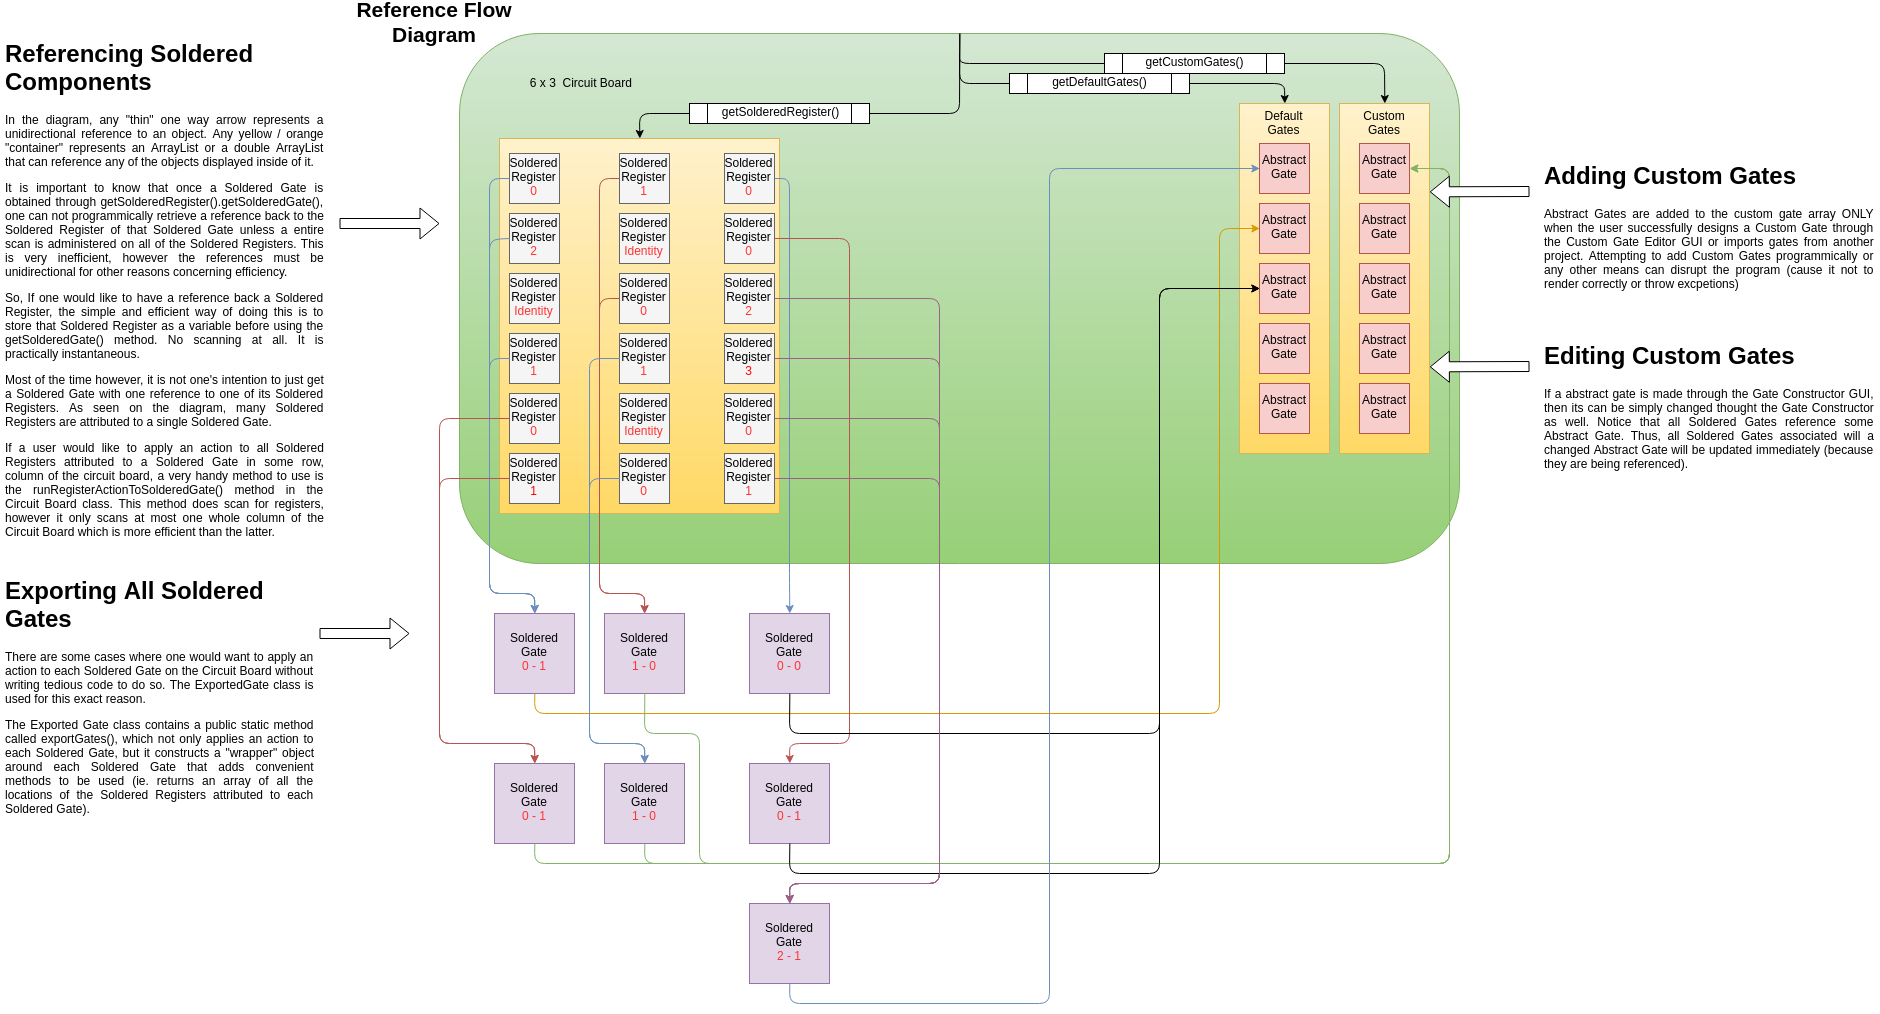 Reference Flow
Diagram
Referencing Soldered
Components
In the diagram, any "thin" one way arrow represents a
unidirectional reference to an object. Any yellow / orange
"container" represents an ArrayList or a double ArrayList
that can reference any of the objects displayed inside of it.
It is important to know that once a Soldered Gate is
obtained through getSolderedRegister().getSolderedGate(),
one can not programmically retrieve a reference back to the
Soldered Register of that Soldered Gate unless a entire
scan is administered on all of the Soldered Registers. This
is very inefficient, however the references must be
unidirectional for other reasons concerning efficiency.
So, If one would like to have a reference back a Soldered
Register, the simple and efficient way of doing this is to
store that Soldered Register as a variable before using the
getSolderedGate() method. No scanning at all. It is
practically instantaneous.
Most of the time however, it is not one's intention to just get
a Soldered Gate with one reference to one of its Soldered
Registers. As seen on the diagram, many Soldered
Registers are attributed to a single Soldered Gate.
If a user would like to apply an action to all Soldered
Registers attributed to a Soldered Gate in some row,
column of the circuit board, a very handy method to use is
the runRegisterActionToSolderedGate() method in the
Circuit Board class. This method does scan for registers,
however it only scans at most one whole column of the
Circuit Board which is more efficient than the latter.
Exporting All Soldered
Gates
There are some cases where one would want to apply an
action to each Soldered Gate on the Circuit Board without
writing tedious code to do so. The ExportedGate class is
used for this exact reason.
The Exported Gate class contains a public static method
called exportGates(), which not only applies an action to
each Soldered Gate, but it constructs a "wrapper" object
around each Soldered Gate that adds convenient
methods to be used (ie. returns an array of all the
locations of the Soldered Registers attributed to each
Soldered Gate).
6 x 3  Circuit Board
getCustomGates()
getDefaultGates()
getSolderedRegister()
Soldered
Register
0
Soldered
Register
1
Soldered
Register
0
Soldered
Register
2
Soldered
Register
Identity
Soldered
Register
0
Soldered
Register
Identity
Soldered
Register
0
Soldered
Register
2
Soldered
Register
1
Soldered
Register
1
Soldered
Register
3
Soldered
Register
0
Soldered
Register
Identity
Soldered
Register
0
Soldered
Register
1
Soldered
Register
0
Soldered
Register
1
Default
Gates
Abstract
Gate
Abstract
Gate
Abstract
Gate
Abstract
Gate
Abstract
Gate
Custom
Gates
Abstract
Gate
Abstract
Gate
Abstract
Gate
Abstract
Gate
Abstract
Gate
Soldered
Gate
0 - 1
Soldered
Gate
1 - 0
Soldered
Gate
0 - 0
Soldered
Gate
0 - 1
Soldered
Gate
1 - 0
Soldered
Gate
0 - 1
Soldered
Gate
2 - 1
Adding Custom Gates
Abstract Gates are added to the custom gate array ONLY
when the user successfully designs a Custom Gate through
the Custom Gate Editor GUI or imports gates from another
project. Attempting to add Custom Gates programmically or
any other means can disrupt the program (cause it not to
render correctly or throw excpetions)
Editing Custom Gates
If a abstract gate is made through the Gate Constructor GUI,
then its can be simply changed thought the Gate Constructor
as well. Notice that all Soldered Gates reference some
Abstract Gate. Thus, all Soldered Gates associated will a
changed Abstract Gate will be updated immediately (because
they are being referenced).